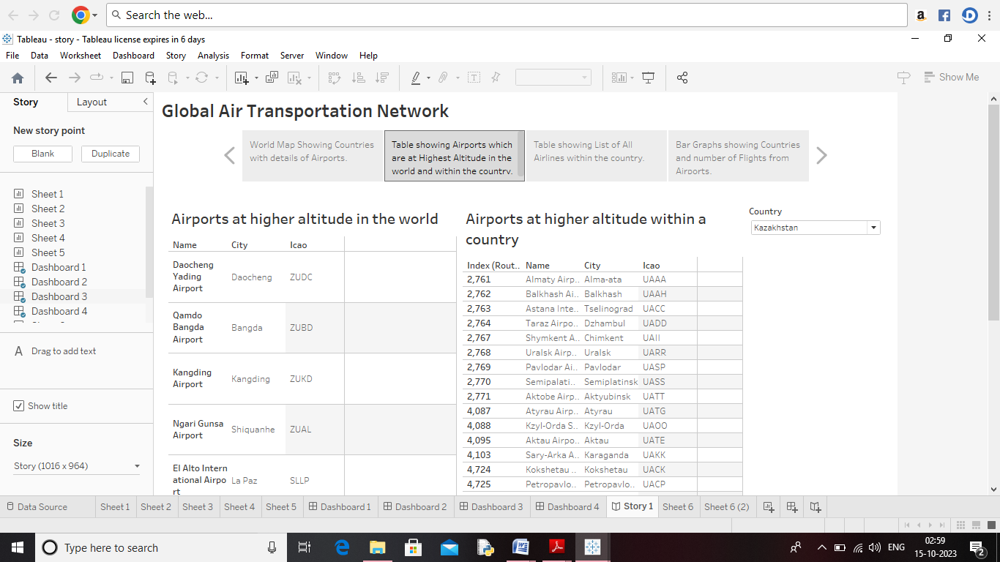 Search the web...
Tableau - story - Tableau license expires in 6 days
File Data Worksheet Dashboard Story Analysis Format Server Window Help
Show Me
Story Layout
New story point
Blank Duplicate
Sheet 1
Sheet 2
Sheet 3
Sheet 4
Sheet 5
Dashboard 1
Dashboard 2
Dashboard 3
Dashboard 4
A Drag to add text
Show title
Size
Story (1016 x 964)
Global Air Transportation Network
World Map Showing Countries
with details of Airports.
Table showing Airports which
are at Highest Altitude in the
world and within the country.
Table showing List of All
Airlines within the country.
Bar Graphs showing Countries
and number of Flights from
Airports.
Airports at higher altitude in the world
Name City Icao
Daocheng
Yading
Airport
Daocheng ZUDC
Qamdo
Bangda
Airport
Bangda ZUBD
Kangding
Airport
Kangding ZUKD
Ngari Gunsa
Airport
Shiquanhe ZUAL
El Alto Intern
ational Airpo
rt
La Paz SLLP
Airports at higher altitude within a
country
Index (Rout.. Name City Icao
2,761 Almaty Airp.. Alma-ata UAAA
2,762 Balkhash Ai.. Balkhash UAAH
2,763 Astana Inte.. Tselinograd UACC
2,764 Taraz Airpo.. Dzhambul UADD
2,767 Shymkent A.. Chimkent UAII
2,768 Uralsk Airp.. Uralsk UARR
2,769 Pavlodar Ai.. Pavlodar UASP
2,770 Semipalati.. Semiplatinsk UASS
2,771 Aktobe Airp.. Aktyubinsk UATT
4,087 Atyrau Airp.. Atyrau UATG
4,088 Kzyl-Orda S.. Kzyl-Orda UAOO
4,095 Aktau Airpo.. Aktau UATE
4,103 Sary-Arka A.. Karaganda UAKK
4,724 Kokshetau .. Kokshetau UACK
4,725 Petropavlo.. Petropavlo.. UACP
Country
Kazakhstan
Data Source Sheet 1 Sheet 2 Sheet 3 Sheet 4 Sheet 5 Dashboard 1 Dashboard 2 Dashboard 3 Dashboard 4 Story 1 Sheet 6 Sheet 6 (2)
Type here to search
ENG
02:59
15-10-2023
2